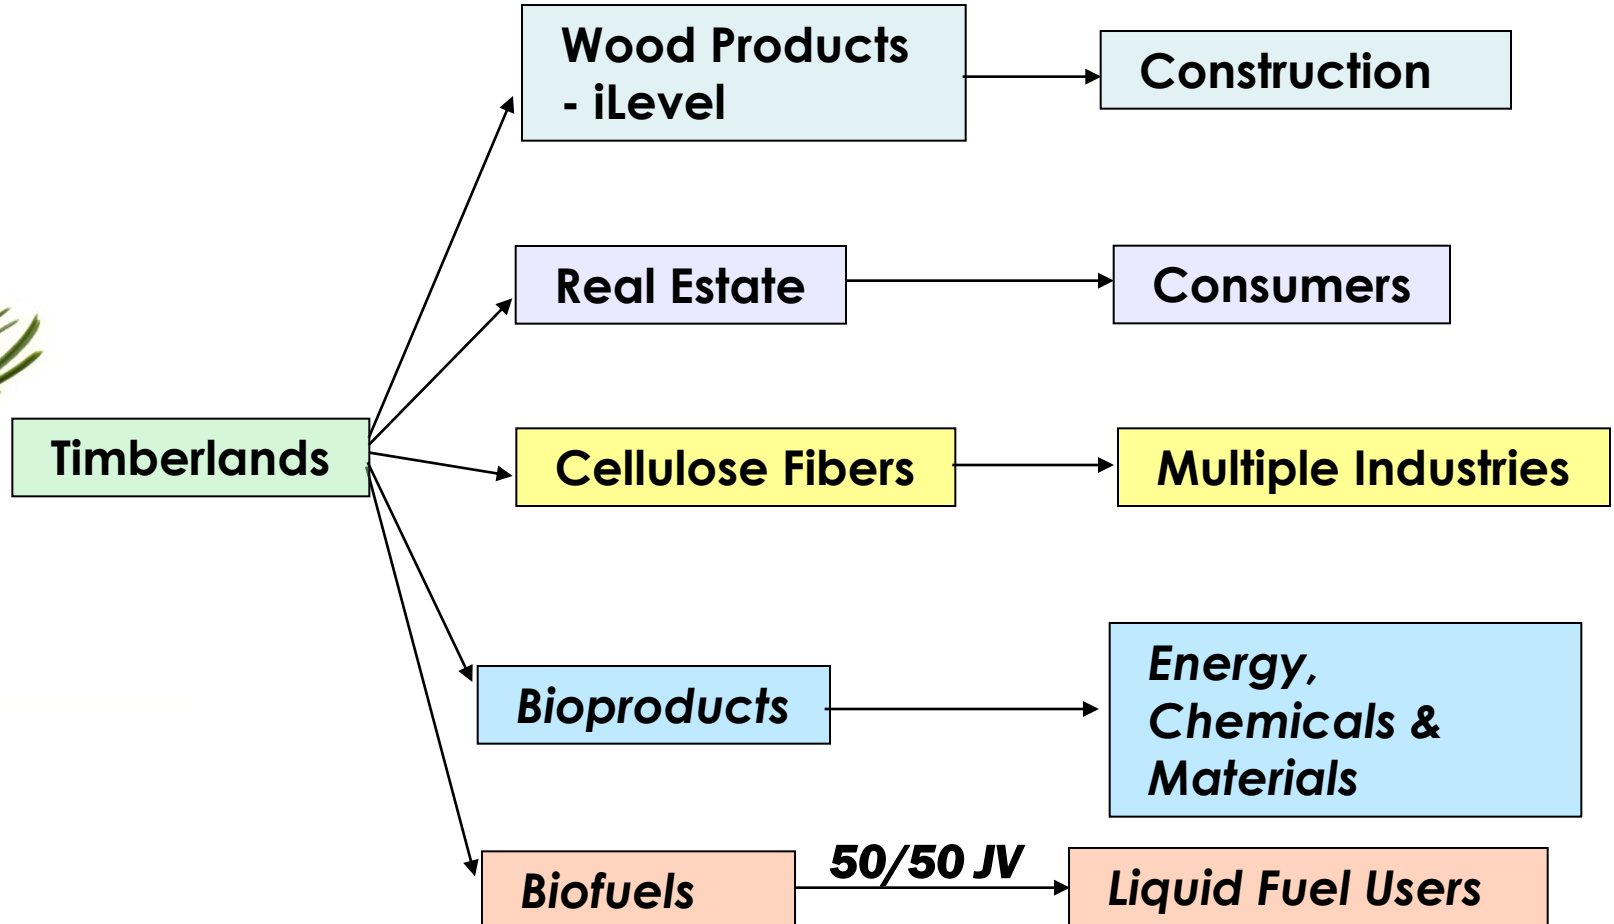 Wood Products
- iLevel
Construction
Real Estate
Consumers
Timberlands
Cellulose Fibers
Multiple Industries
Bioproducts
Energy,
Chemicals &
Materials
Biofuels
50/50 JV
Liquid Fuel Users